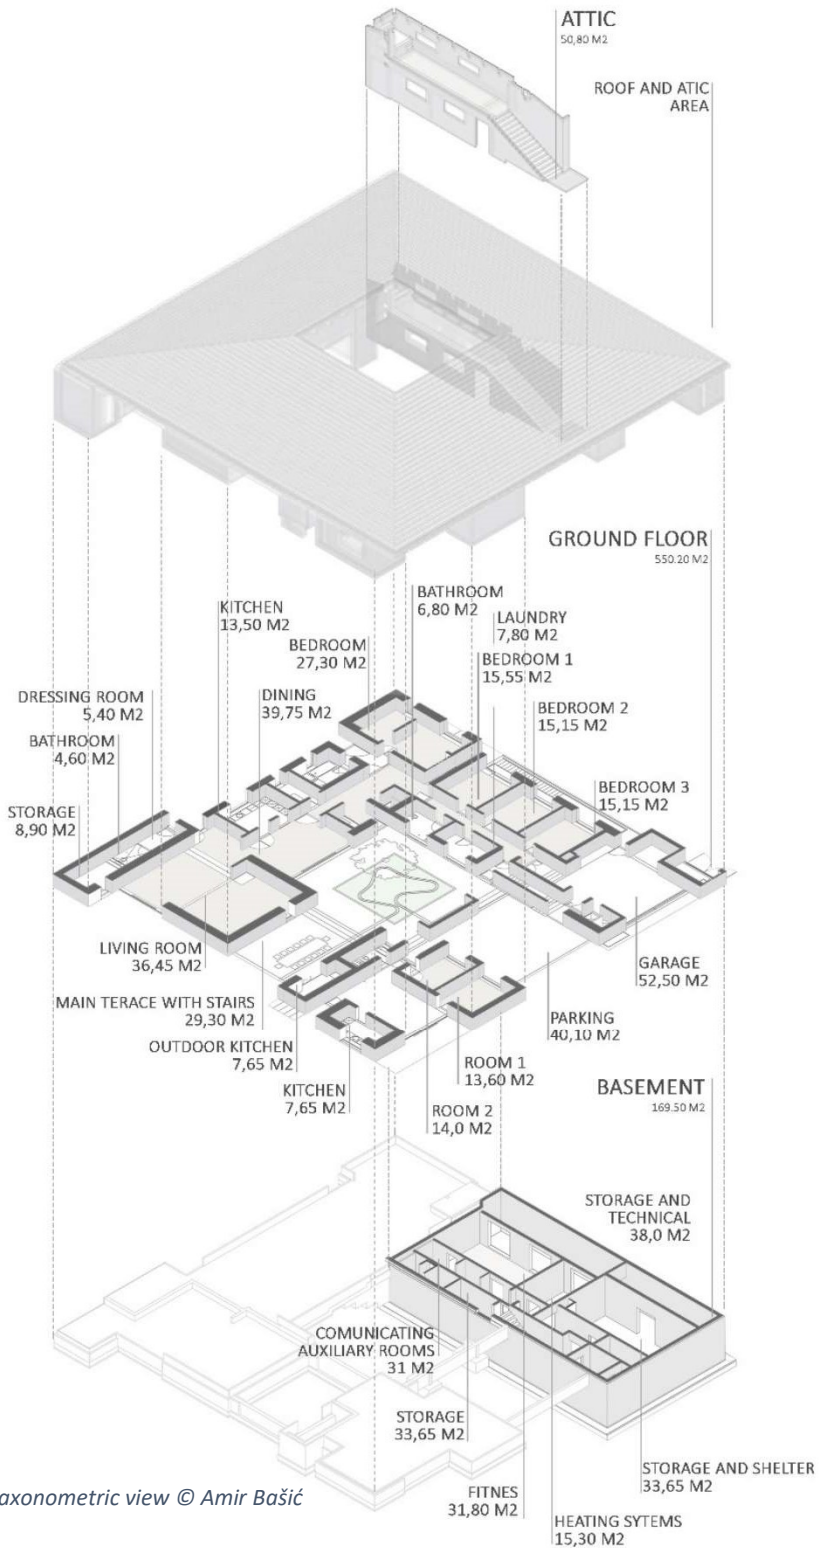 ATTIC
50,80 M2
ROOF AND ATIC
AREA
GROUND FLOOR
550.20 M2
BATHROOM
6,80 M2
KITCHEN
13,50 M2
LAUNDRY
7,80 M2
BEDROOM
27,30 M2
BEDROOM 1
15,55 M2
DRESSING ROOM
5,40 M2
DINING
39,75 M2
BEDROOM 2
15,15 M2
BATHROOM
4,60 M2
BEDROOM 3
15,15 M2
STORAGE
8,90 M2
LIVING ROOM
36,45 M2
GARAGE
52,50 M2
MAIN TERACE WITH STAIRS
29,30 M2
PARKING
40,10 M2
OUTDOOR KITCHEN
7,65 M2
ROOM 1
13,60 M2
KITCHEN
7,65 M2
BASEMENT
169.50 M2
ROOM 2
14,0 M2
STORAGE AND
TECHNICAL
38,0 M2
COMUNICATING
AUXILIARY ROOMS
31 M2
STORAGE
33,65 M2
STORAGE AND SHELTER
33,65 M2
FITNES
31,80 M2
HEATING SYTEMS
15,30 M2
axonometric view © Amir Bašić